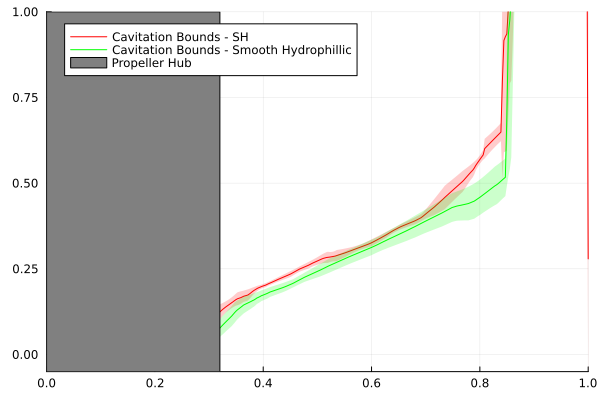 1.00
Cavitation Bounds - SH
Cavitation Bounds - Smooth Hydrophillic
Propeller Hub
0.75
0.50
0.25
0.00
0.0 0.2 0.4 0.6 0.8 1.0